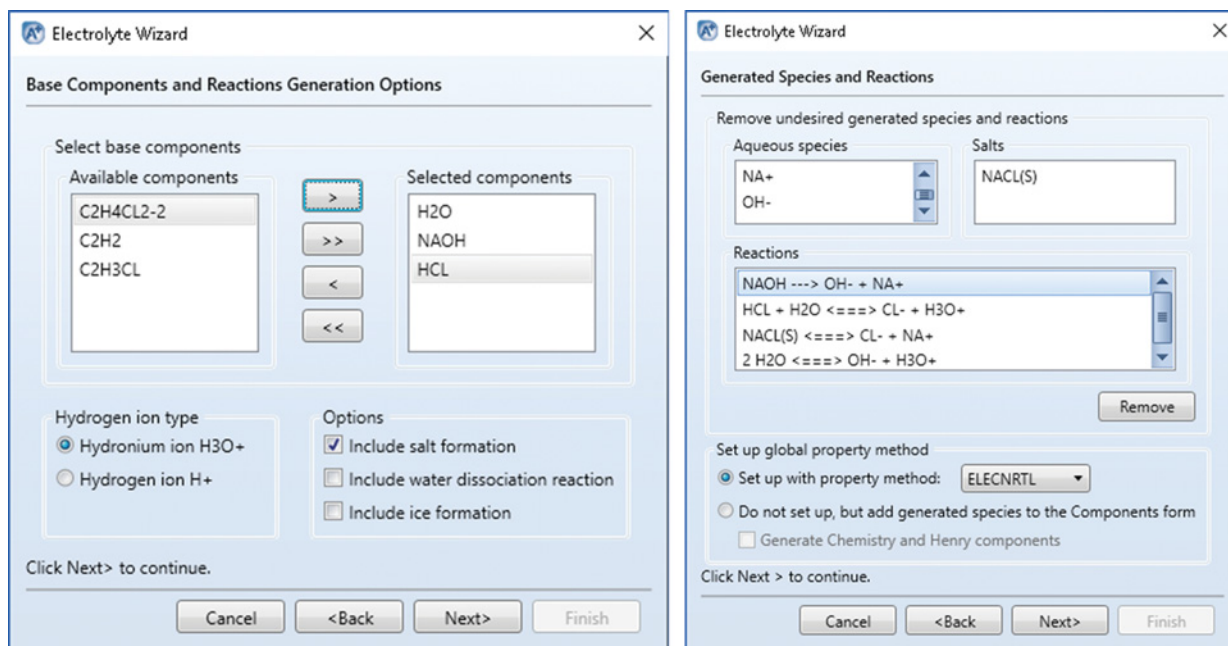 Electrolyte Wizard
Base Components and Reactions Generation Options
Select base components
Available components
C2H4CL2-2
C2H2
C2H3CL
>
>>
<
<<
Selected components
H2O
NAOH
HCL
Hydrogen ion type
Hydronium ion H3O+
Hydrogen ion H+
Options
Include salt formation
Include water dissociation reaction
Include ice formation
Click Next> to continue.
Cancel
<Back
Next>
Finish
Electrolyte Wizard
Generated Species and Reactions
Remove undesired generated species and reactions
Aqueous species
NA+
OH-
Salts
NACL(S)
Reactions
NAOH ---> OH- + NA+
HCL + H2O <===> CL- + H3O+
NACL(S) <===> CL- + NA+
2 H2O <===> OH- + H3O+
Remove
Set up global property method
Set up with property method: ELECNRTL
Do not set up, but add generated species to the Components form
Generate Chemistry and Henry components
Click Next > to continue.
Cancel
<Back
Next>
Finish